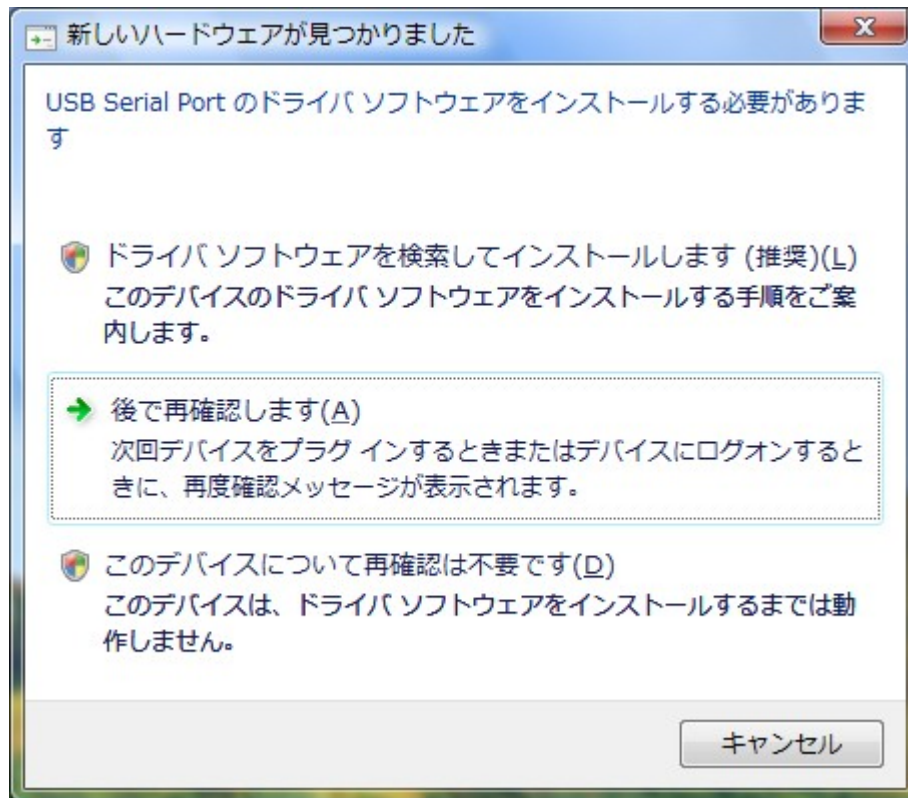 新しいハードウェアが見つかりました
USB Serial Port のドライバ ソフトウェアをインストールする必要がありま
す
ドライバ ソフトウェアを検索してインストールします (推奨)(L)
このデバイスのドライバ ソフトウェアをインストールする手順をご案
内します。
後で再確認します(A)
次回デバイスをプラグ インするときまたはデバイスにログオンすると
きに、再度確認メッセージが表示されます。
このデバイスについて再確認は不要です(D)
このデバイスは、ドライバ ソフトウェアをインストールするまでは動
作しません。
キャンセル